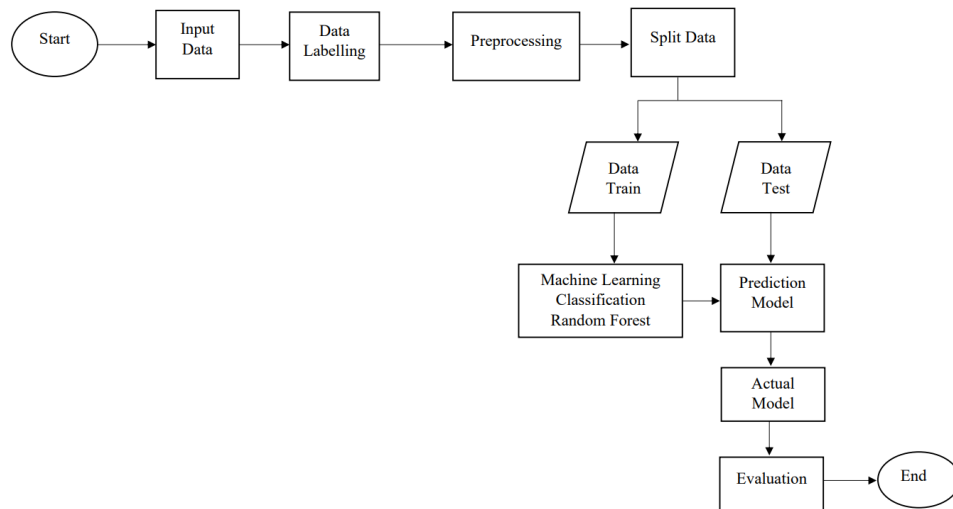 Start
Input
Data
Data
Labelling
Preprocessing
Split Data
Data
Train
Data
Test
Machine Learning
Classification
Random Forest
Prediction
Model
Actual
Model
Evaluation
End